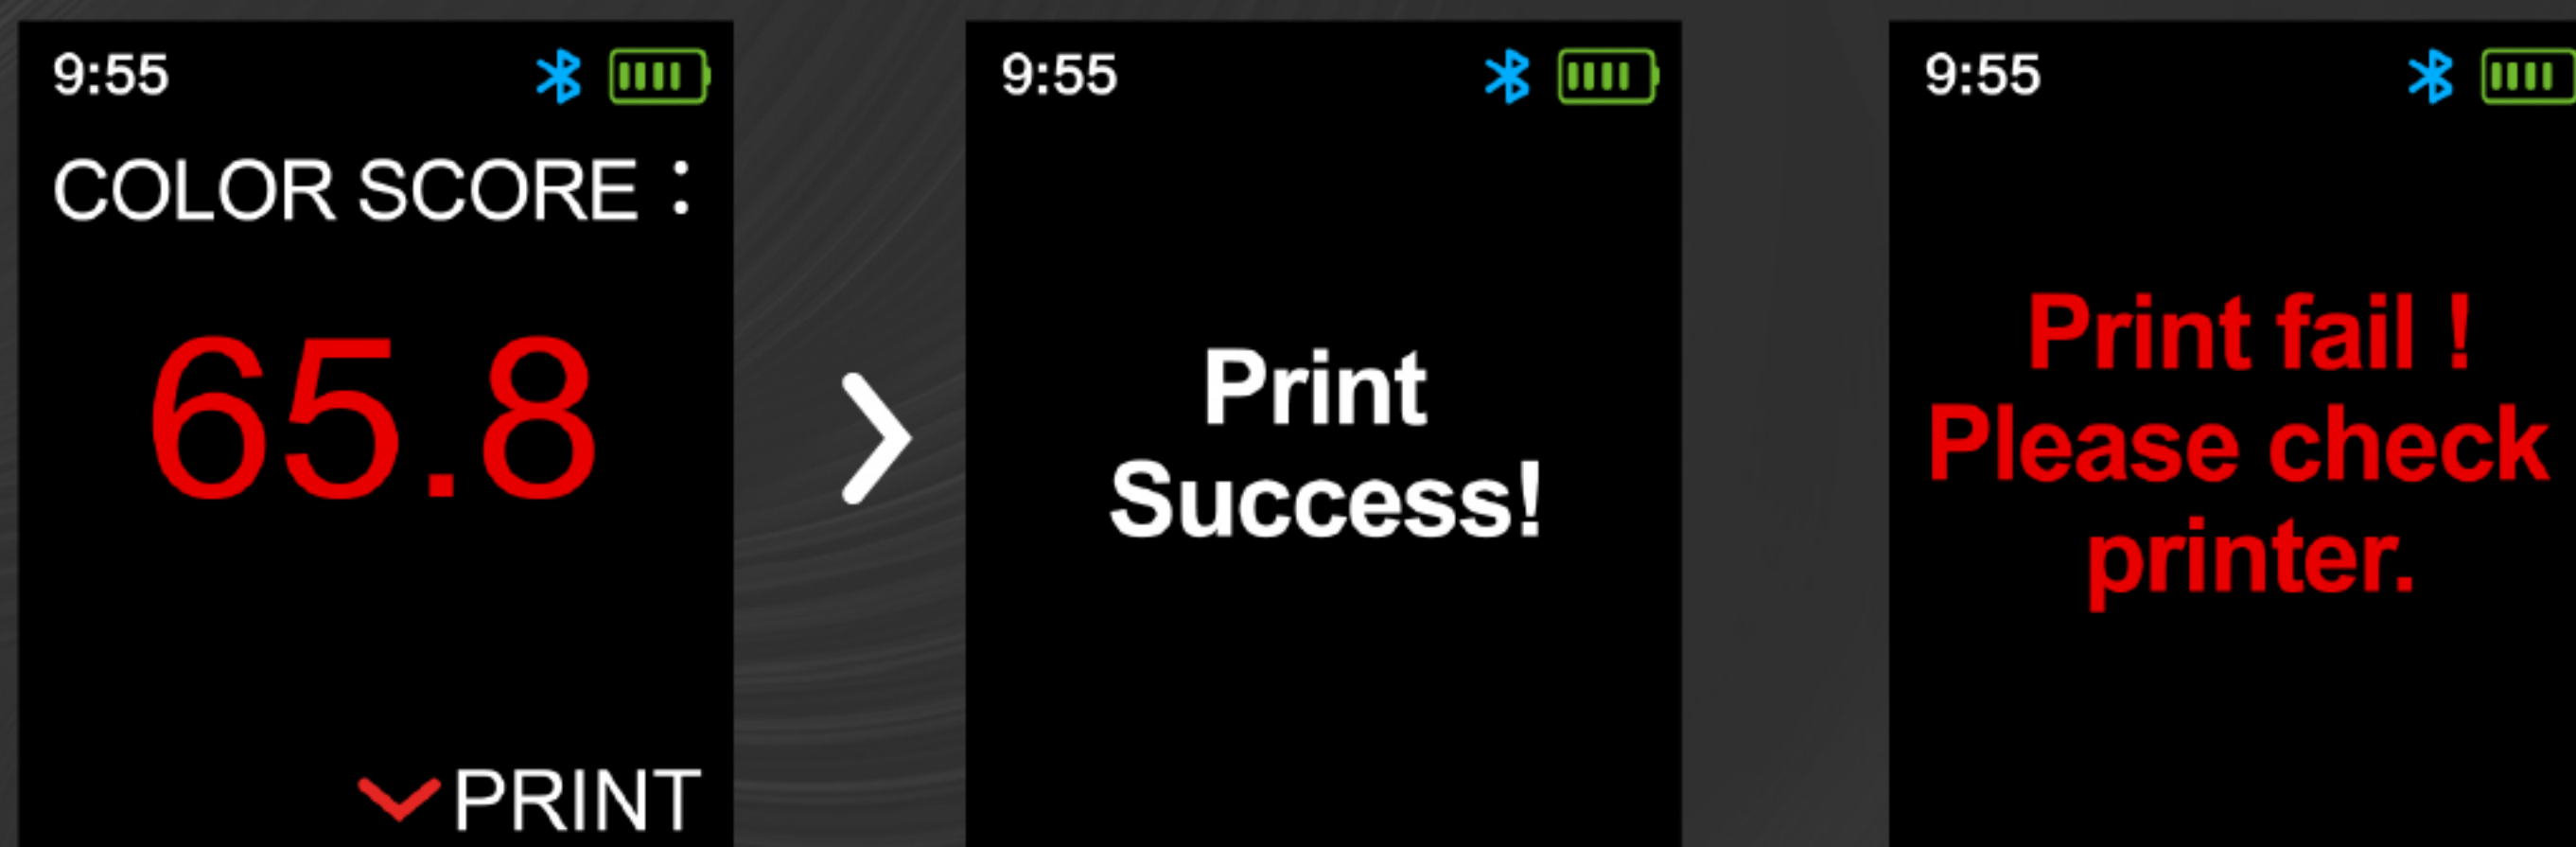 9:55
COLOR SCORE :
65.8
PRINT
9:55
Print
Success!
9:55
Print fail !
Please check
printer.